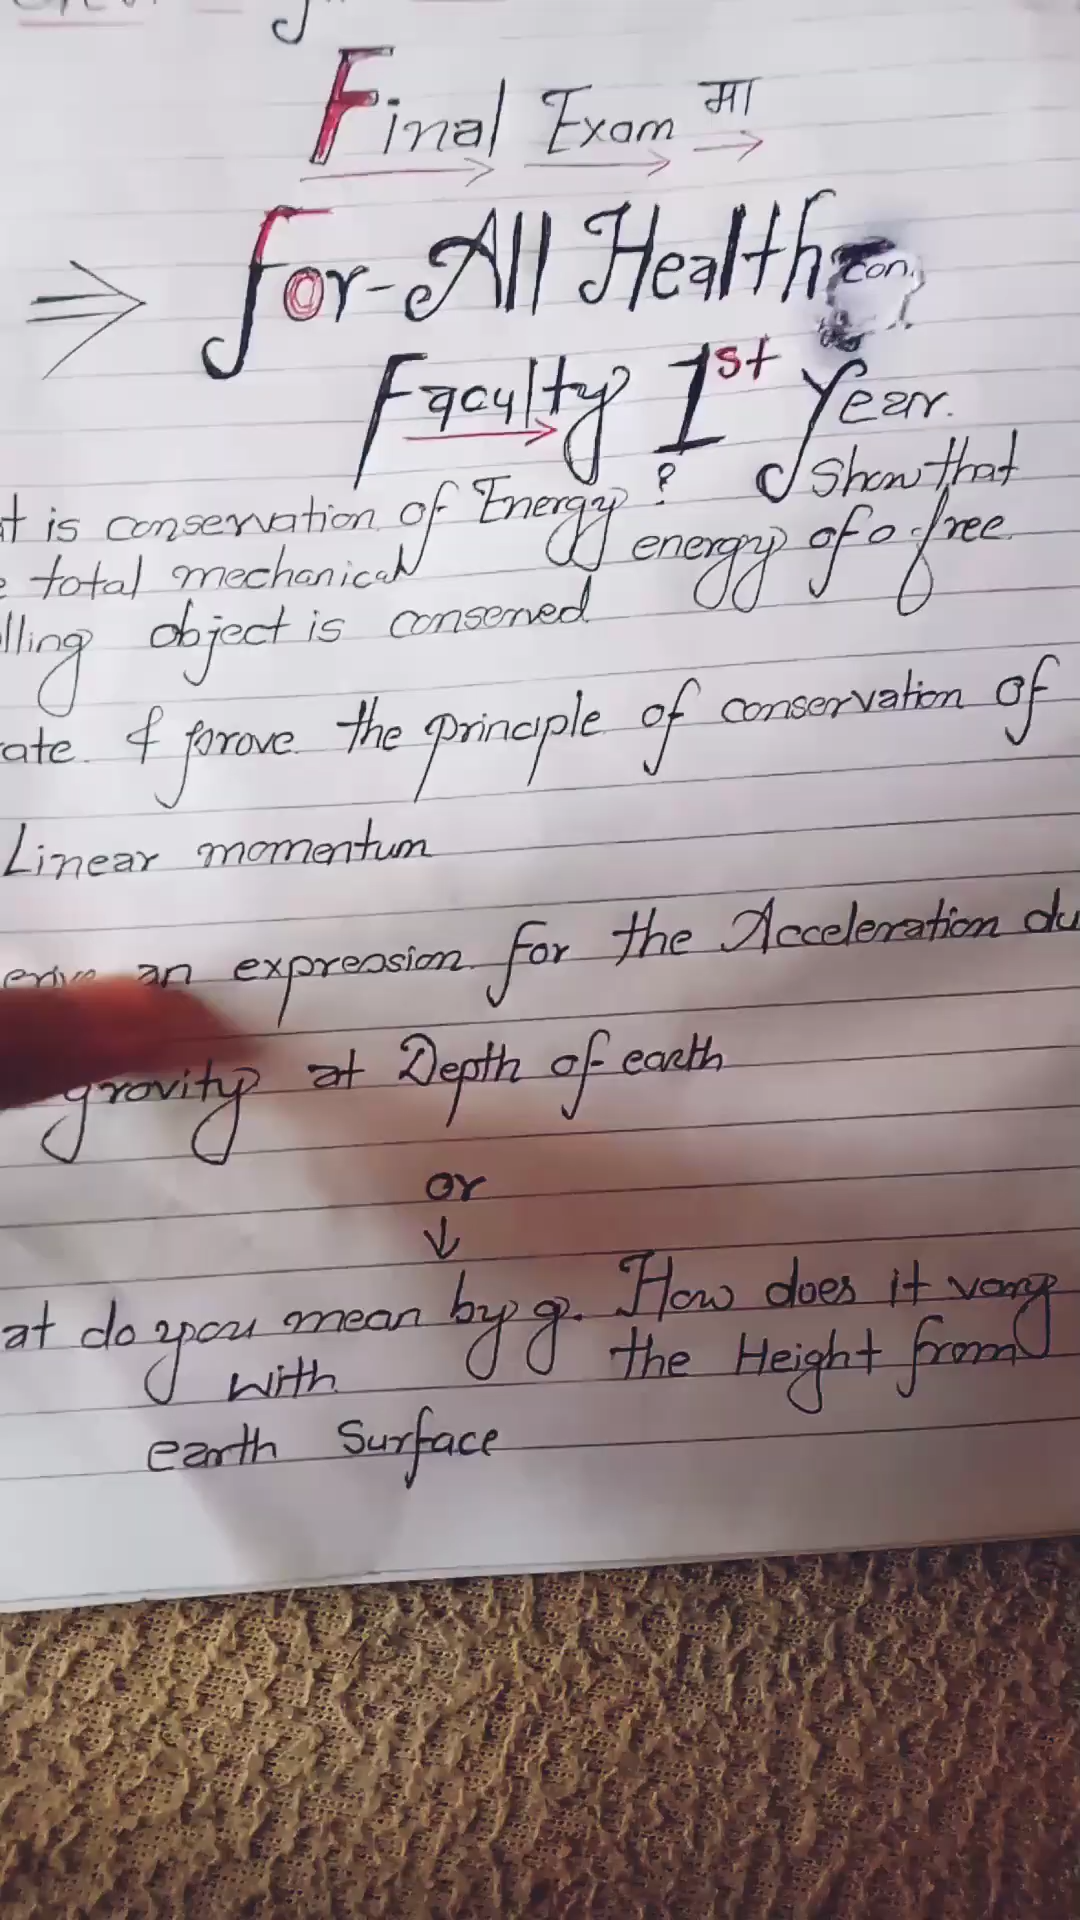 Final Exam मा
⇒ For-All Health con.
Faculty 1st Year.
t is conservation of Energy? Show that
e total mechanical energy of a free
lling object is conserved
ate & prove the principle of conservation of
Linear momentum
an expression for the Acceleration du
gravity at Depth of earth
or
↓
at do you mean by g. How does it vary
with the Height from
earth Surface